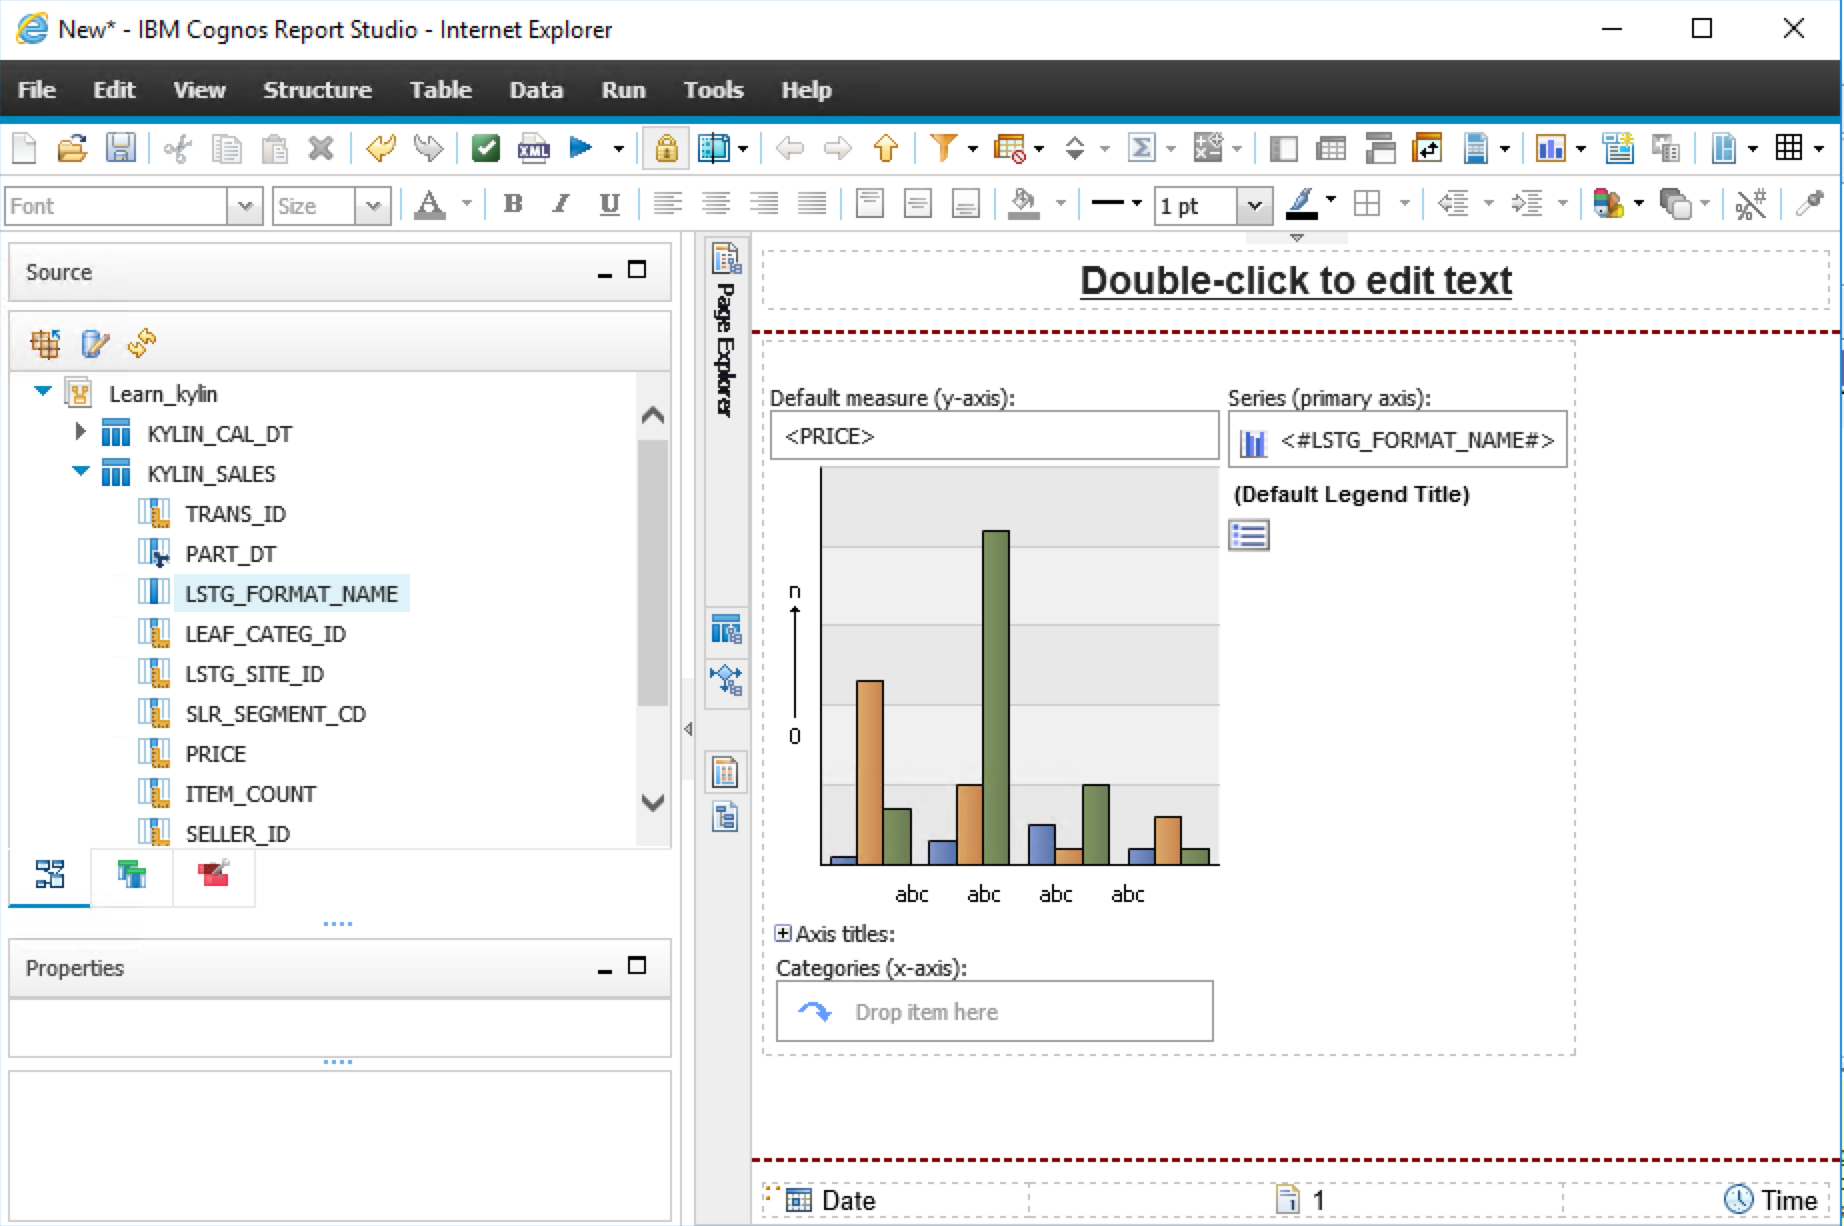 New* - IBM Cognos Report Studio - Internet Explorer
File Edit View Structure Table Data Run Tools Help
XML
Font Size A B I U 1 pt
Source
Learn_kylin
KYLIN_CAL_DT
KYLIN_SALES
TRANS_ID
PART_DT
LSTG_FORMAT_NAME
LEAF_CATEG_ID
LSTG_SITE_ID
SLR_SEGMENT_CD
PRICE
ITEM_COUNT
SELLER_ID
Properties
Page Explorer
Double-click to edit text
Default measure (y-axis):
<PRICE>
Series (primary axis):
<#LSTG_FORMAT_NAME#>
(Default Legend Title)
n
0
abc abc abc abc
Axis titles:
Categories (x-axis):
Drop item here
Date 1 Time